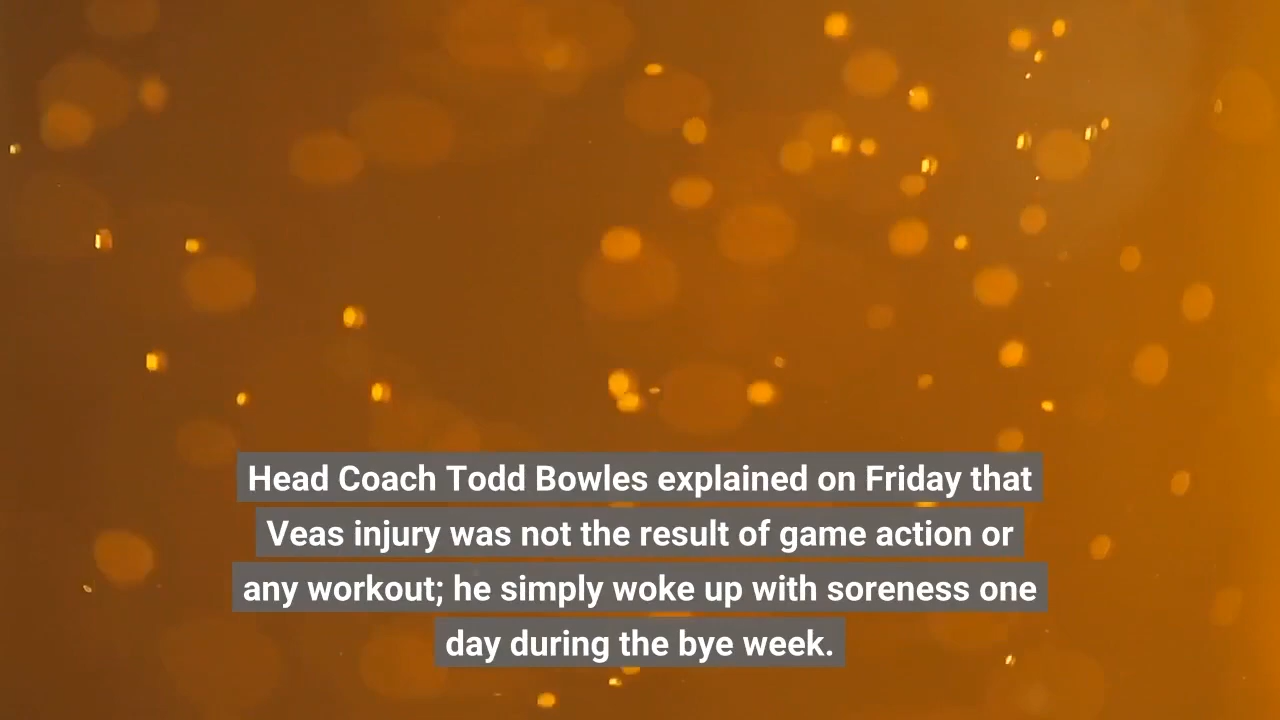 Head Coach Todd Bowles explained on Friday that
Veas injury was not the result of game action or
any workout; he simply woke up with soreness one
day during the bye week.